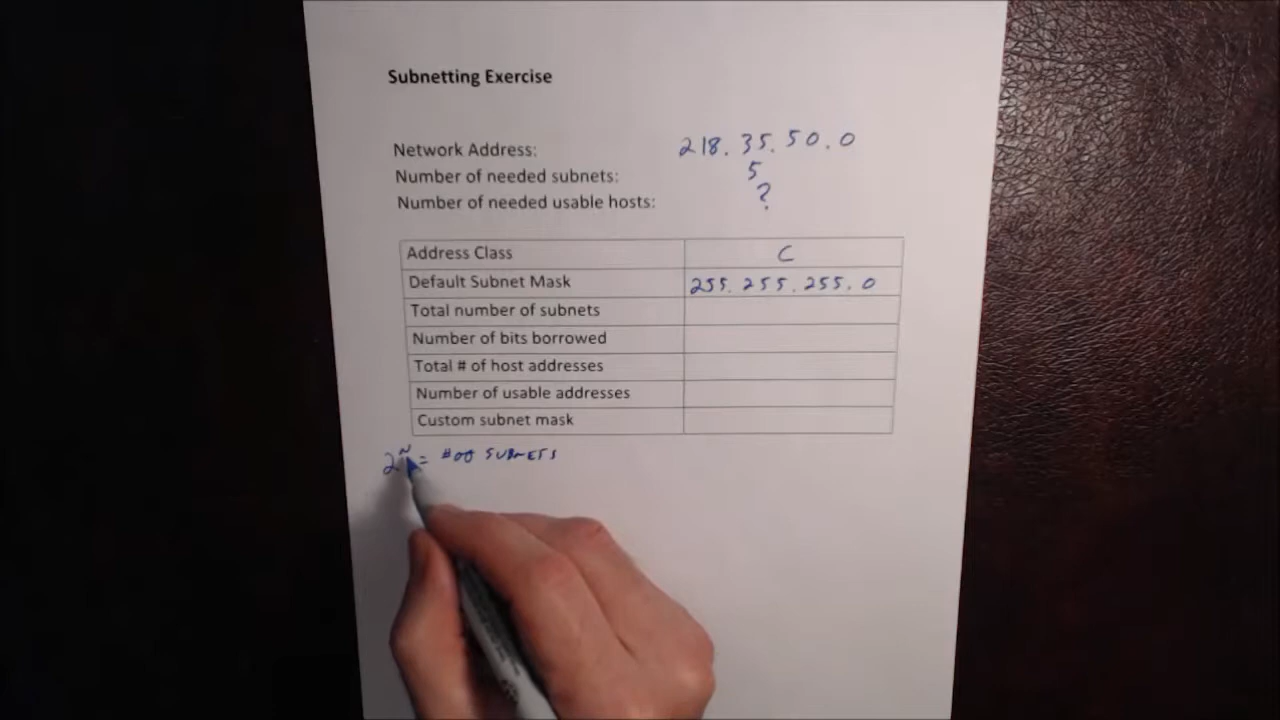 Subnetting Exercise
Network Address: 218.35.50.0
Number of needed subnets: 5
Number of needed usable hosts: ?
Address Class C
Default Subnet Mask 255.255.255.0
Total number of subnets
Number of bits borrowed
Total # of host addresses
Number of usable addresses
Custom subnet mask
2^N = # OF SUBNETS